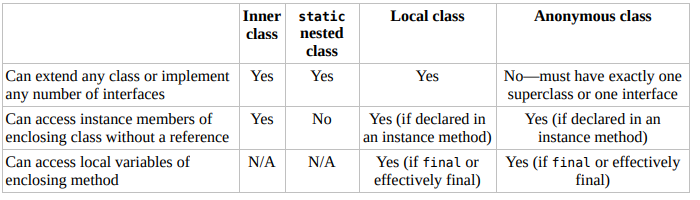 Inner class static nested class Local class Anonymous class
Can extend any class or implement any number of interfaces Yes Yes Yes No—must have exactly one superclass or one interface
Can access instance members of enclosing class without a reference Yes No Yes (if declared in an instance method) Yes (if declared in an instance method)
Can access local variables of enclosing method N/A N/A Yes (if final or effectively final) Yes (if final or effectively final)